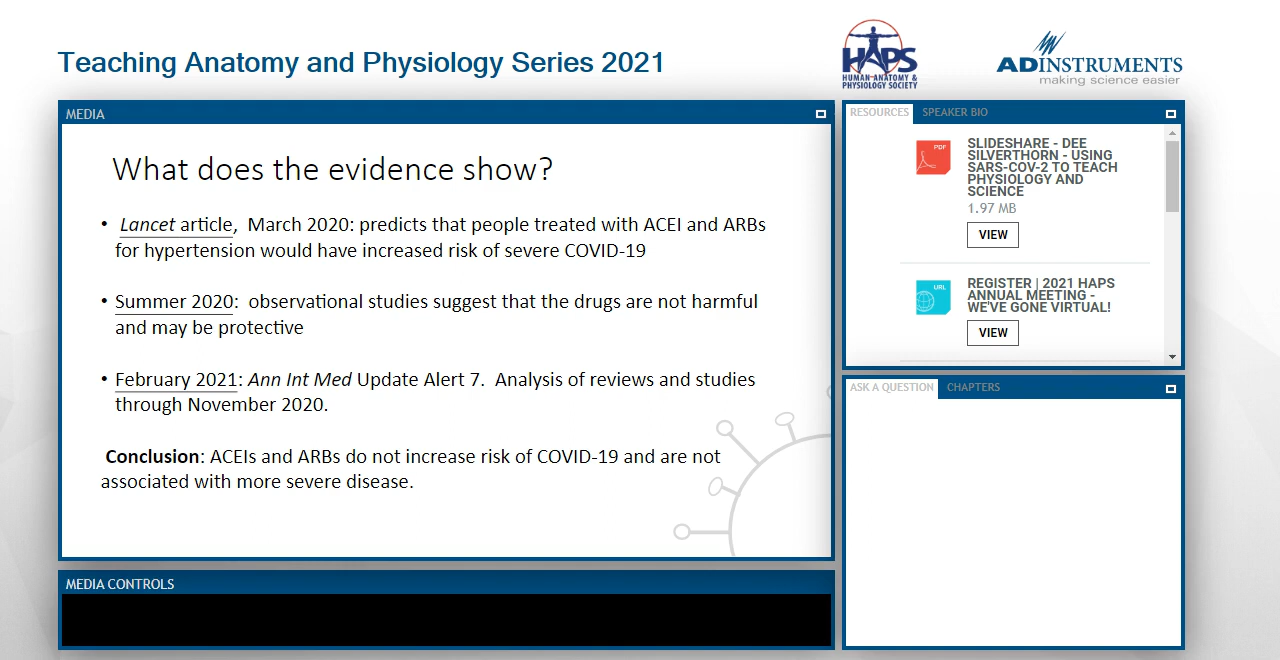 Teaching Anatomy and Physiology Series 2021
HAPS
HUMAN ANATOMY &
PHYSIOLOGY SOCIETY
ADINSTRUMENTS
making science easier
MEDIA
What does the evidence show?
• Lancet article, March 2020: predicts that people treated with ACEI and ARBs
for hypertension would have increased risk of severe COVID-19
• Summer 2020: observational studies suggest that the drugs are not harmful
and may be protective
• February 2021: Ann Int Med Update Alert 7. Analysis of reviews and studies
through November 2020.
Conclusion: ACEIs and ARBs do not increase risk of COVID-19 and are not
associated with more severe disease.
MEDIA CONTROLS
RESOURCES SPEAKER BIO
PDF
SLIDESHARE - DEE
SILVERTHORN - USING
SARS-COV-2 TO TEACH
PHYSIOLOGY AND
SCIENCE
1.97 MB
VIEW
URL
REGISTER | 2021 HAPS
ANNUAL MEETING -
WE'VE GONE VIRTUAL!
VIEW
ASK A QUESTION CHAPTERS